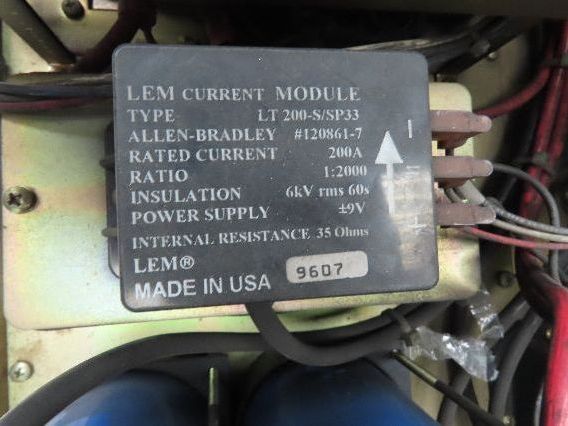 LEM CURRENT MODULE
TYPE LT 200-S/SP33
ALLEN-BRADLEY #120861-7
RATED CURRENT 200A
RATIO 1:2000
INSULATION 6kV rms 60s
POWER SUPPLY ±9V
INTERNAL RESISTANCE 35 Ohms
LEM®
MADE IN USA 9607